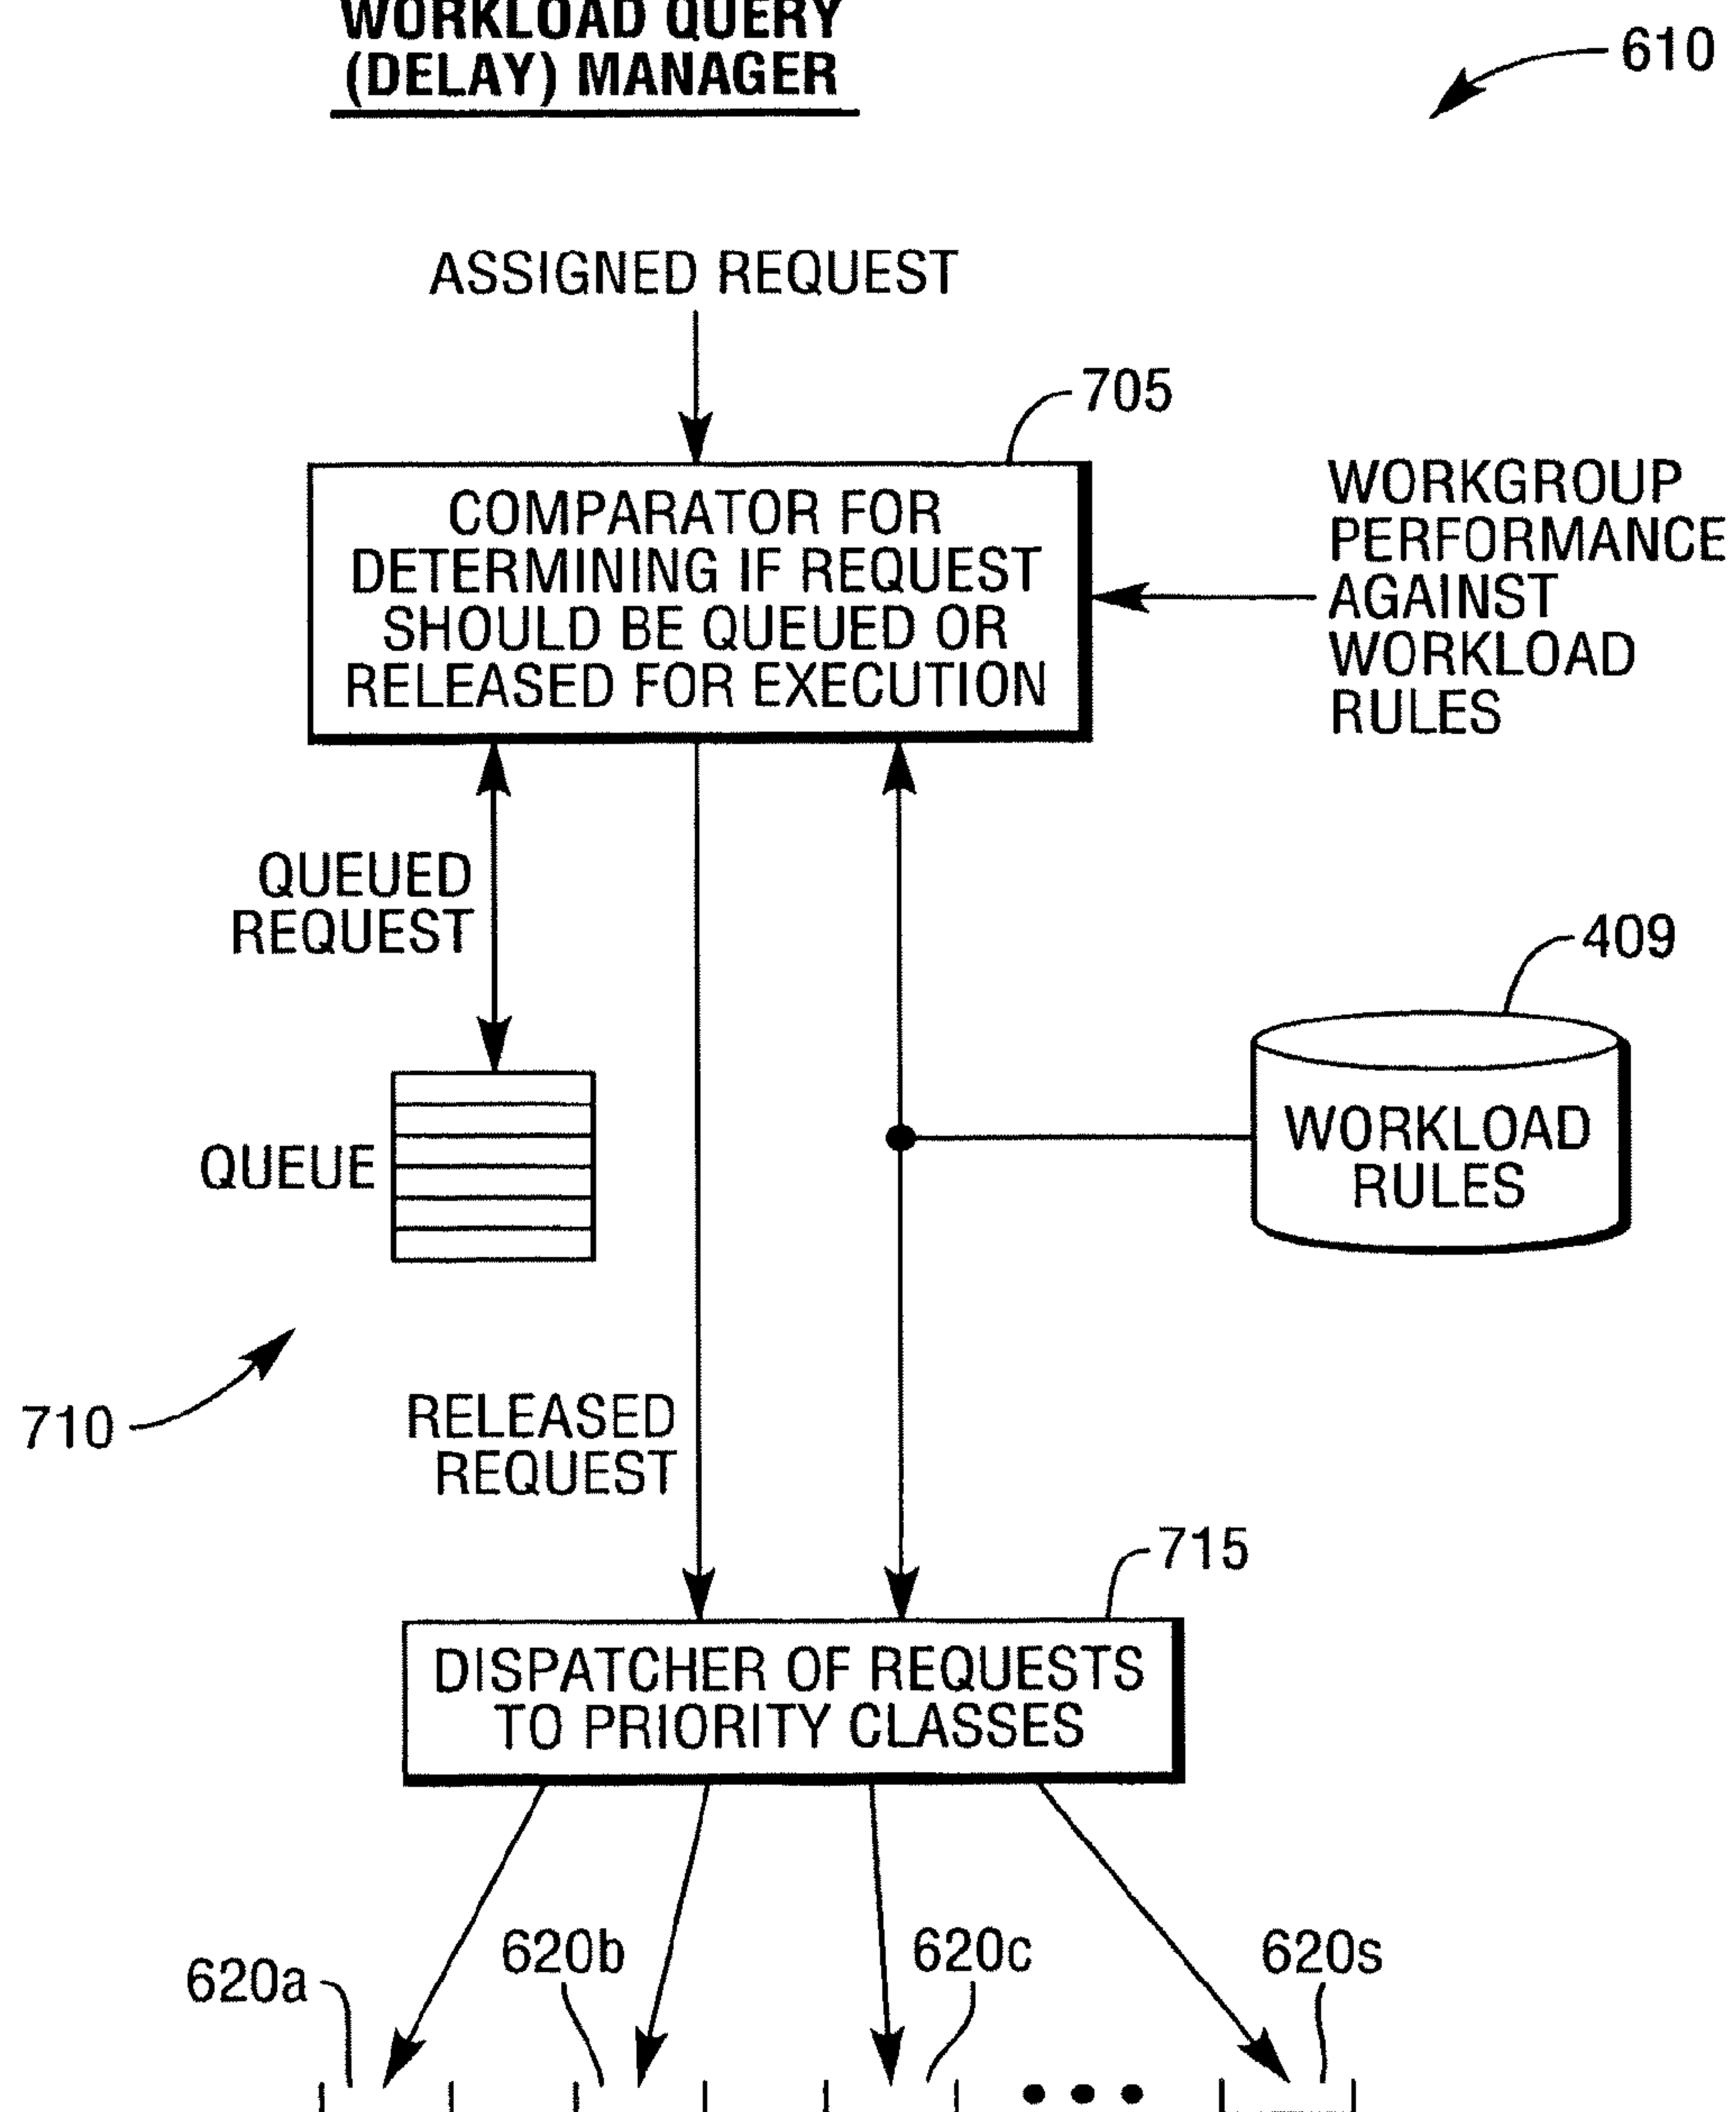 WORKLOAD QUERY
(DELAY) MANAGER
610
ASSIGNED REQUEST
705
COMPARATOR FOR
DETERMINING IF REQUEST
SHOULD BE QUEUED OR
RELEASED FOR EXECUTION
WORKGROUP
PERFORMANCE
AGAINST
WORKLOAD
RULES
QUEUED
REQUEST
409
WORKLOAD
RULES
QUEUE
710
RELEASED
REQUEST
715
DISPATCHER OF REQUESTS
TO PRIORITY CLASSES
620a
620b
620c
620s